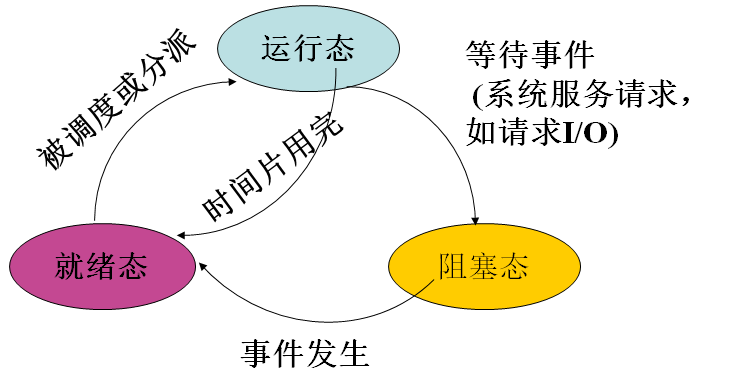 运行态
等待事件
(系统服务请求，
如请求I/O)
被调度或分派
时间片用完
就绪态
阻塞态
事件发生